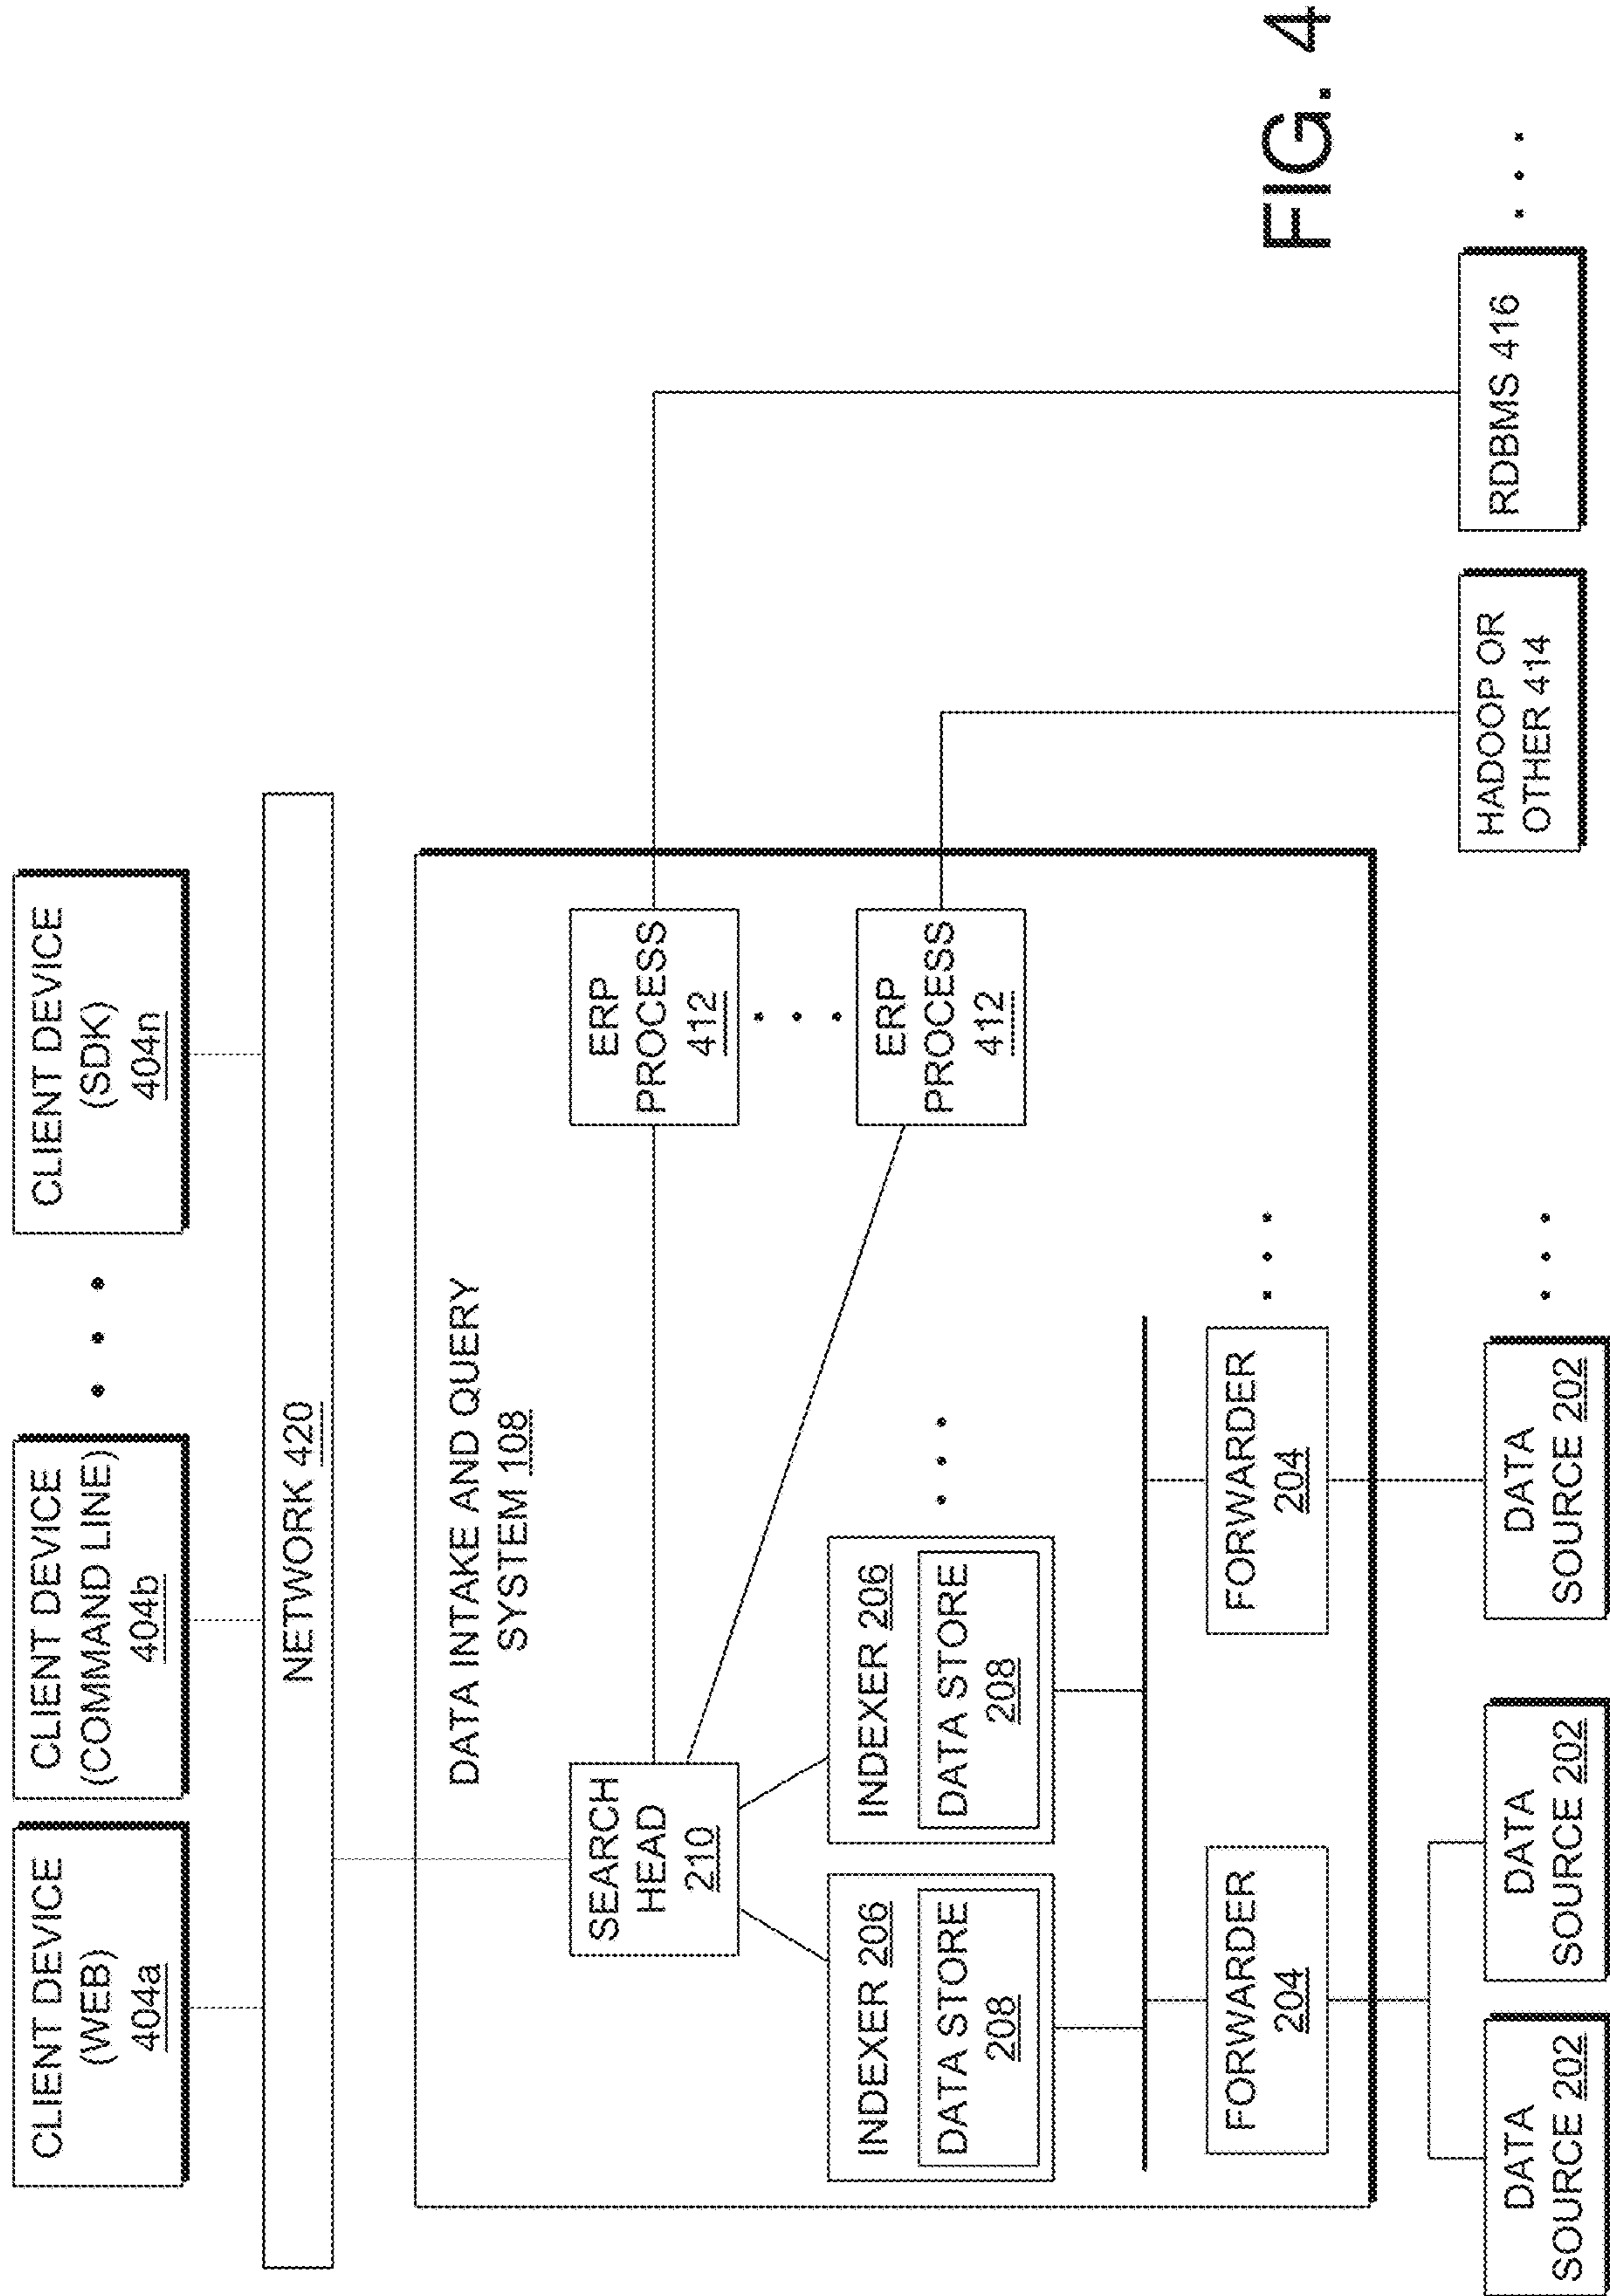 CLIENT DEVICE
(WEB)
404a
CLIENT DEVICE
(COMMAND LINE)
404b
CLIENT DEVICE
(SDK)
404n
NETWORK 420
DATA INTAKE AND QUERY
SYSTEM 108
SEARCH
HEAD
210
ERP
PROCESS
412
ERP
PROCESS
412
INDEXER 206
DATA STORE
208
INDEXER 206
DATA STORE
208
FORWARDER
204
FORWARDER
204
DATA
SOURCE 202
DATA
SOURCE 202
DATA
SOURCE 202
HADOOP OR
OTHER 414
RDBMS 416
FIG. 4